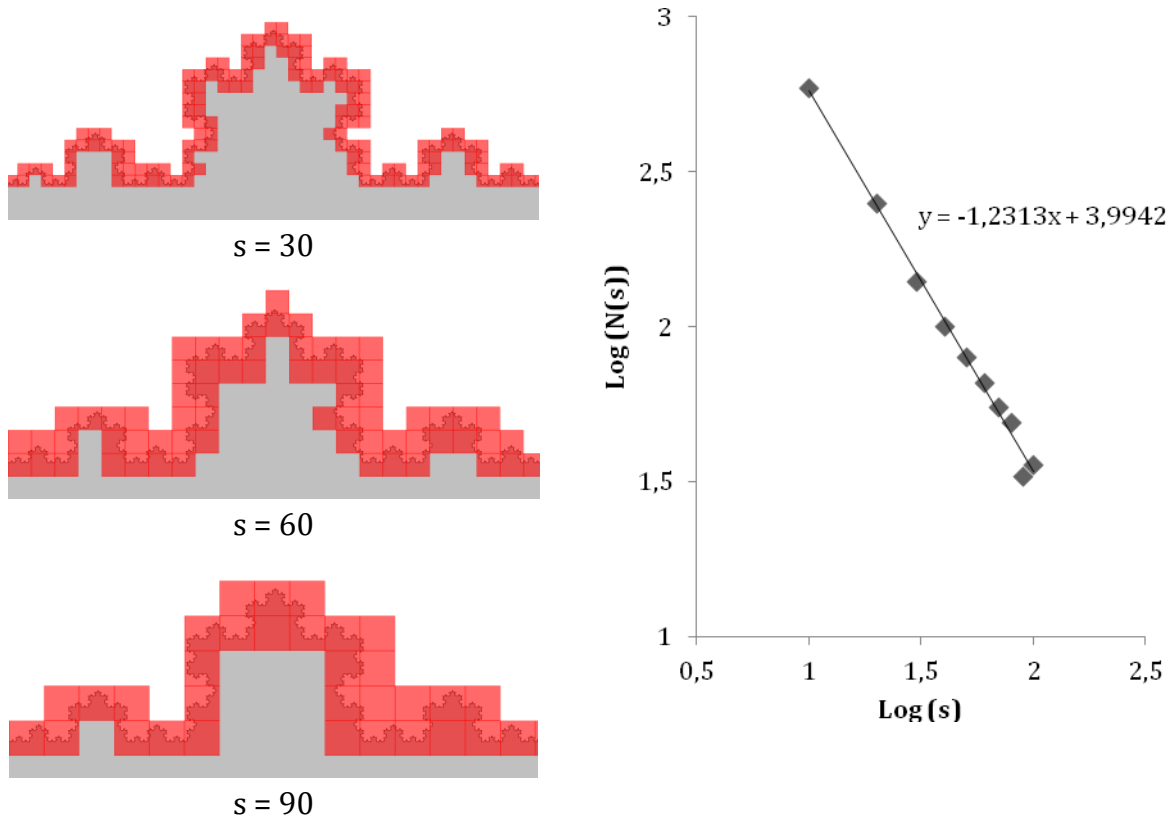 s = 30
s = 60
s = 90
3
2,5
2
1,5
1
0,5 1 1,5 2 2,5
Log (N(s))
Log (s)
y = -1,2313x + 3,9942